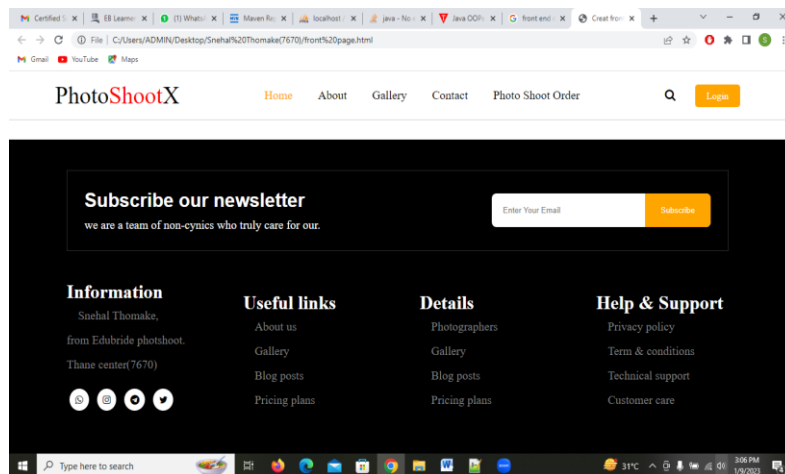 Certified S
EB Learner
(1) Whats
Maven Re
localhost /
java - No
Java OOP
front end
Creat fron
File | C:/Users/ADMIN/Desktop/Snehal%20Thomake(7670)/front%20page.html
S
Gmail YouTube Maps
PhotoShootX Home About Gallery Contact Photo Shoot Order Login
Subscribe our newsletter
we are a team of non-cynics who truly care for our.
Enter Your Email Subscribe
Information
Snehal Thomake,
from Edubride photshoot.
Thane center(7670)
Useful links
About us
Gallery
Blog posts
Pricing plans
Details
Photographers
Gallery
Blog posts
Pricing plans
Help & Support
Privacy policy
Term & conditions
Technical support
Customer care
Type here to search
31°C
3:06 PM
1/9/2023